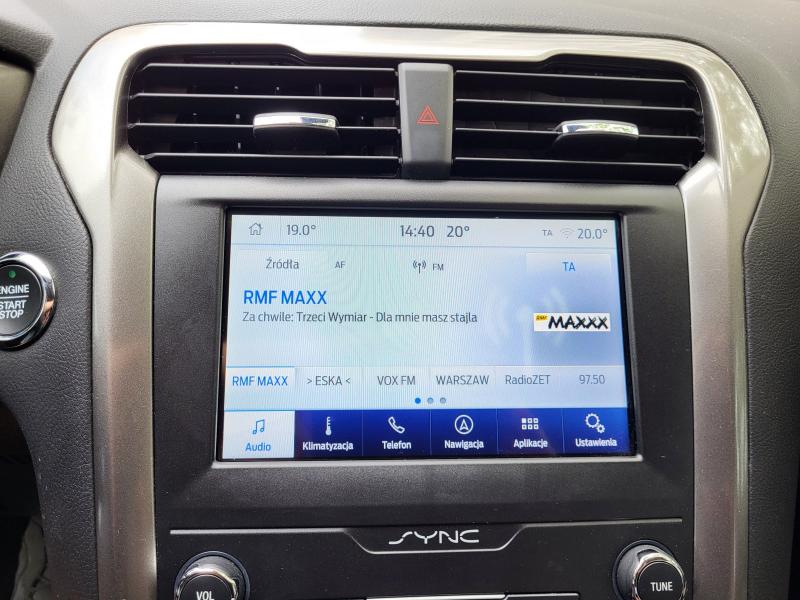 19.0° 14:40 20° TA 20.0°
Źródła AF FM TA
RMF MAXX
Za chwile: Trzeci Wymiar - Dla mnie masz stajla
RMF MAXXX
RMF MAXX > ESKA < VOX FM WARSZAW RadioZET 97.50
Audio Klimatyzacja Telefon Nawigacja Aplikacje Ustawienia
ENGINE
START
STOP
SYNC
VOL TUNE